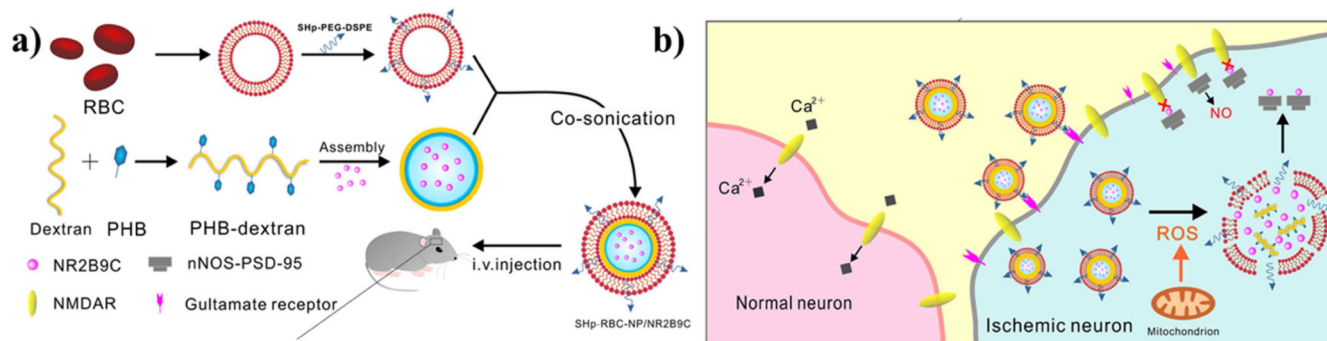 a)
RBC
SHp-PEG-DSPE
Co-sonication
Dextran
+
PHB
PHB-dextran
Assembly
NR2B9C
nNOS-PSD-95
NMDAR
Gultamate receptor
i.v.injection
SHp-RBC-NP/NR2B9C
b)
Ca²⁺
Ca²⁺
Normal neuron
NO
ROS
Ischemic neuron
Mitochondrion